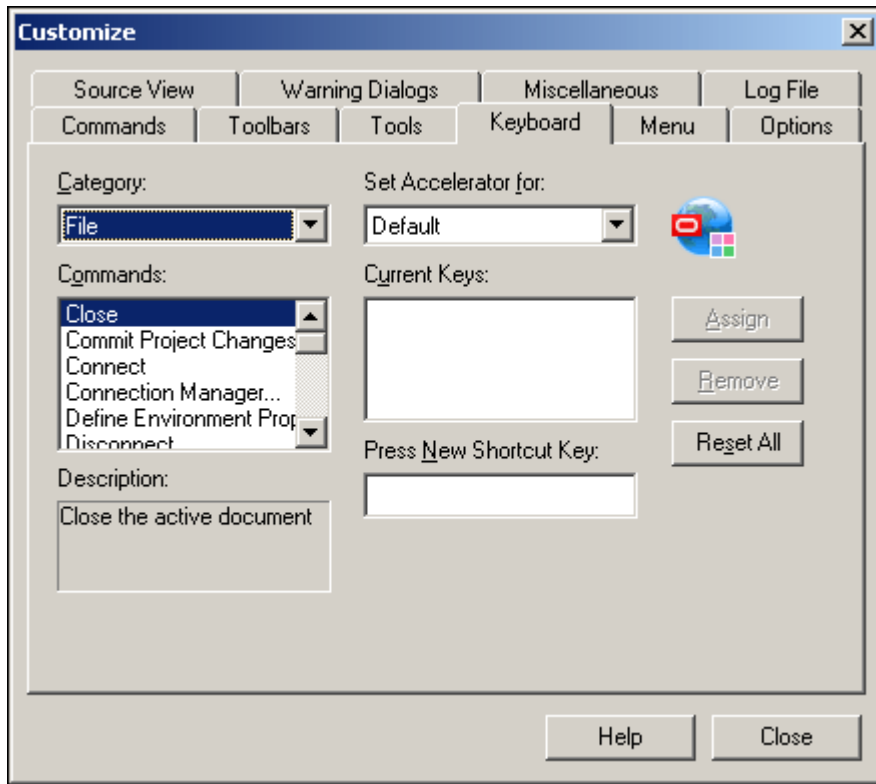 Customize
Source View
Warning Dialogs
Miscellaneous
Log File
Commands
Toolbars
Tools
Keyboard
Menu
Options
Category:
Set Accelerator for:
File
Default
Commands:
Current Keys:
Close
Commit Project Changes
Connect
Connection Manager...
Define Environment Prop
Disconnect
Assign
Remove
Reset All
Press New Shortcut Key:
Description:
Close the active document
Help
Close